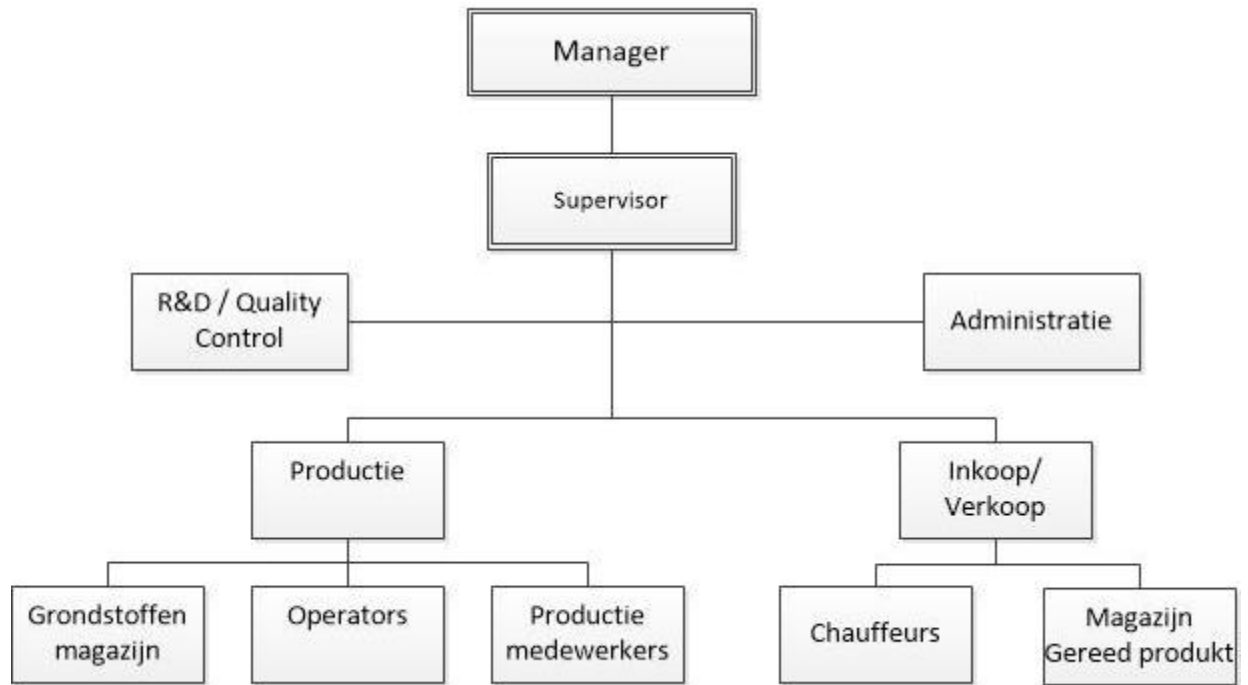 Manager
Supervisor
R&D / Quality
Control
Administratie
Productie
Inkoop/
Verkoop
Grondstoffen
magazijn
Operators
Productie
medewerkers
Chauffeurs
Magazijn
Gereed produkt